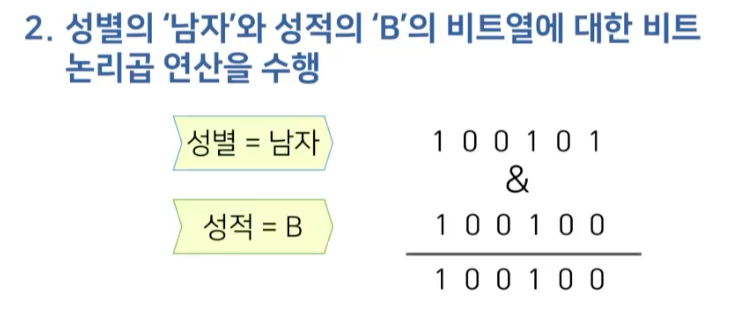 2. 성별의 ‘남자’와 성적의 ‘B’의 비트열에 대한 비트
논리곱 연산을 수행
성별 = 남자 1 0 0 1 0 1
&
성적 = B 1 0 0 1 0 0
1 0 0 1 0 0